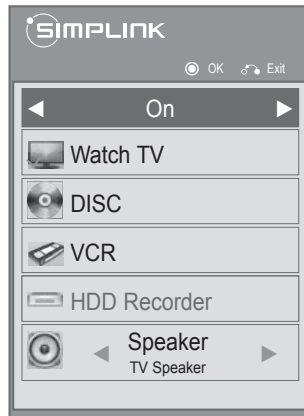 SIMPLINK
OK Exit
On
Watch TV
DISC
VCR
HDD Recorder
Speaker
TV Speaker